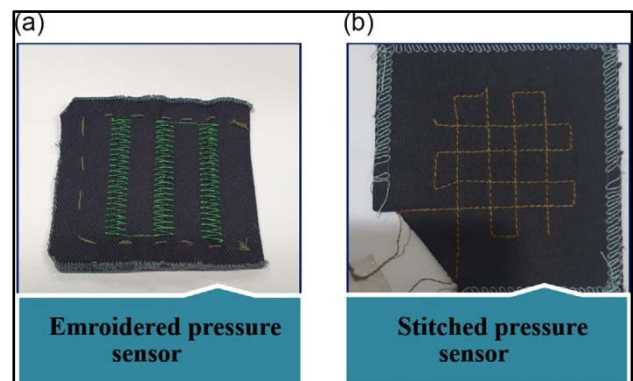 (a)
(b)
Emroidered pressure
sensor
Stitched pressure
sensor